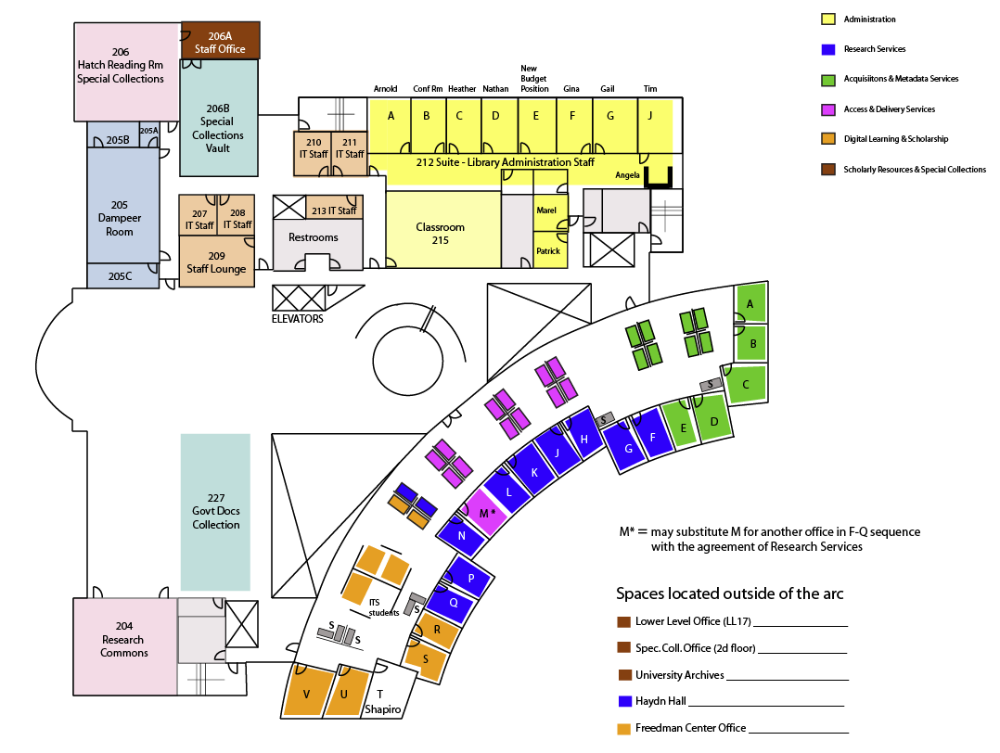 206
Hatch Reading Rm
Special Collections
206A
Staff Office
206B
Special
Collections
Vault
205B
205A
205
Dampeer
Room
205C
207
IT Staff
208
IT Staff
209
Staff Lounge
210
IT Staff
211
IT Staff
213 IT Staff
Restrooms
ELEVATORS
Arnold
Conf Rm
Heather
Nathan
New
Budget
Position
Gina
Gail
Tim
A
B
C
D
E
F
G
J
212 Suite - Library Administration Staff
Angela
Classroom
215
Marel
Patrick
Administration
Research Services
Acquisiitons & Metadata Services
Access & Delivery Services
Digital Learning & Scholarship
Scholarly Resources & Special Collections
A
B
C
S
D
E
F
G
S
H
J
K
L
M *
N
P
Q
R
S
S
ITS
students
S
S
T
Shapiro
U
V
227
Govt Docs
Collection
204
Research
Commons
M* = may substitute M for another office in F-Q sequence
with the agreement of Research Services
Spaces located outside of the arc
Lower Level Office (LL17)
Spec. Coll. Office (2d floor)
University Archives
Haydn Hall
Freedman Center Office